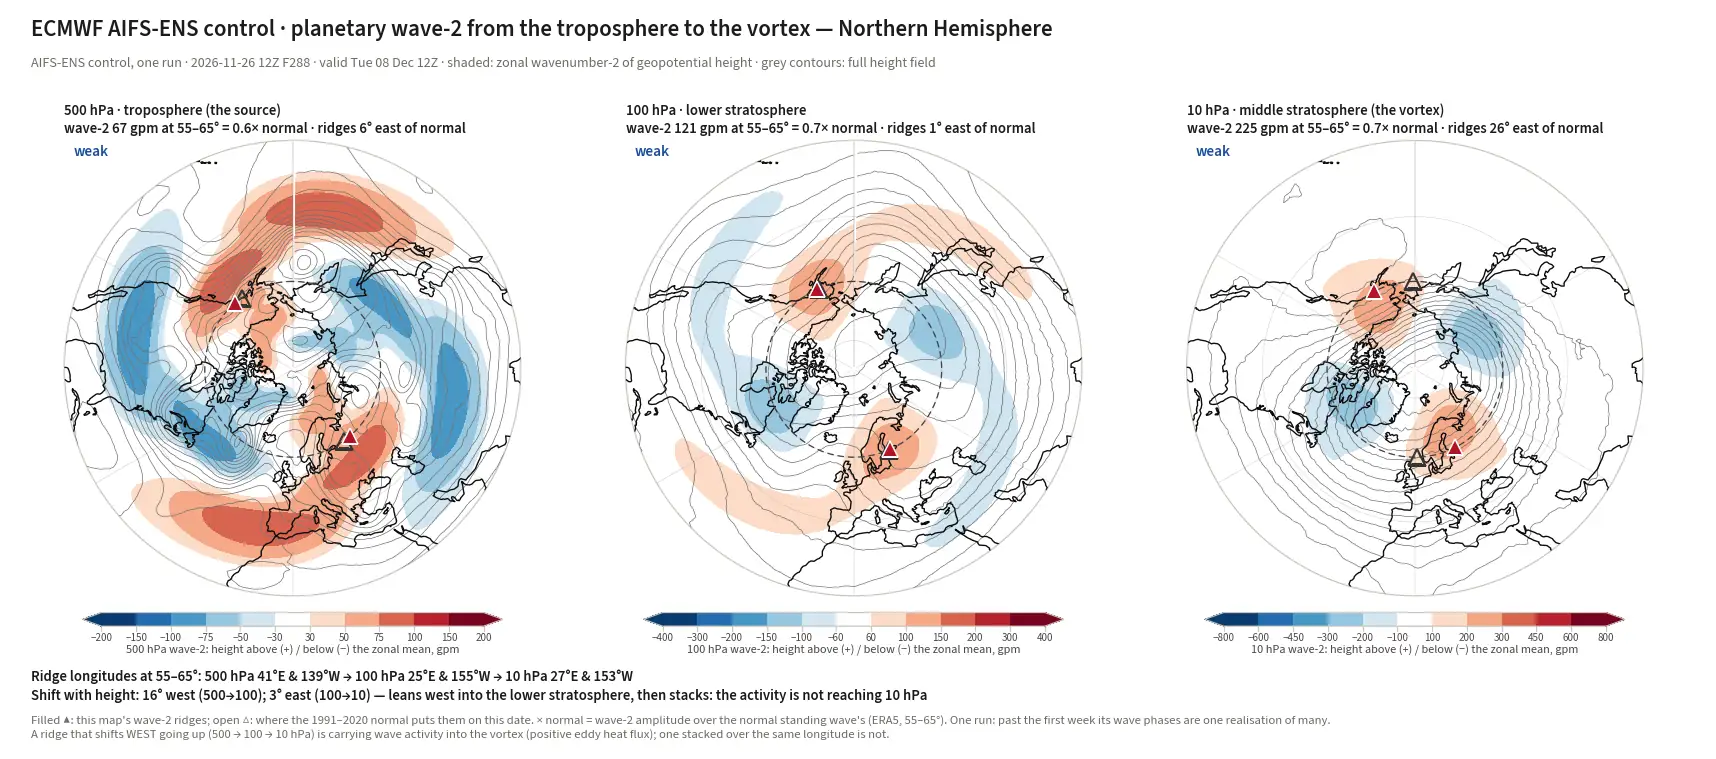 ECMWF AIFS-ENS control · planetary wave-2 from the troposphere to the vortex — Northern Hemisphere
AIFS-ENS control, one run · 2026-11-26 12Z F288 · valid Tue 08 Dec 12Z · shaded: zonal wavenumber-2 of geopotential height · grey contours: full height field
500 hPa · troposphere (the source)
wave-2 67 gpm at 55–65° = 0.6× normal · ridges 6° east of normal
weak
100 hPa · lower stratosphere
wave-2 121 gpm at 55–65° = 0.7× normal · ridges 1° east of normal
weak
10 hPa · middle stratosphere (the vortex)
wave-2 225 gpm at 55–65° = 0.7× normal · ridges 26° east of normal
weak
−200 −150 −100 −75 −50 −30 30 50 75 100 150 200
500 hPa wave-2: height above (+) / below (−) the zonal mean, gpm
−400 −300 −200 −150 −100 −60 60 100 150 200 300 400
100 hPa wave-2: height above (+) / below (−) the zonal mean, gpm
−800 −600 −450 −300 −200 −100 100 200 300 450 600 800
10 hPa wave-2: height above (+) / below (−) the zonal mean, gpm
Ridge longitudes at 55–65°: 500 hPa 41°E & 139°W → 100 hPa 25°E & 155°W → 10 hPa 27°E & 153°W
Shift with height: 16° west (500→100); 3° east (100→10) — leans west into the lower stratosphere, then stacks: the activity is not reaching 10 hPa
Filled ▲: this map's wave-2 ridges; open △: where the 1991–2020 normal puts them on this date. × normal = wave-2 amplitude over the normal standing wave's (ERA5, 55–65°). One run: past the first week its wave phases are one realisation of many.
A ridge that shifts WEST going up (500 → 100 → 10 hPa) is carrying wave activity into the vortex (positive eddy heat flux); one stacked over the same longitude is not.